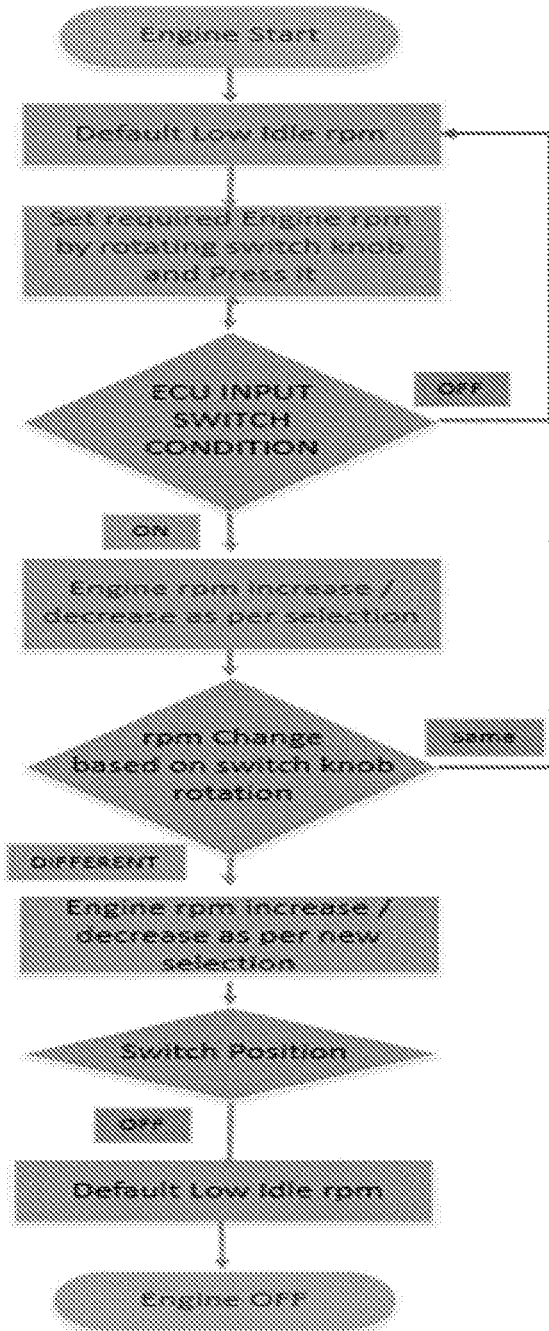 Engine Start
Default Low Idle rpm
Set required Engine rpm
by rotating switch knob
and Press it
ECU INPUT
SWITCH
CONDITION
OFF
ON
Engine rpm increase /
decrease as per selection
rpm Change
based on switch knob
rotation
Same
DIFFERENT
Engine rpm increase /
decrease as per new
selection
Switch Position
OFF
Default Low Idle rpm
Engine OFF